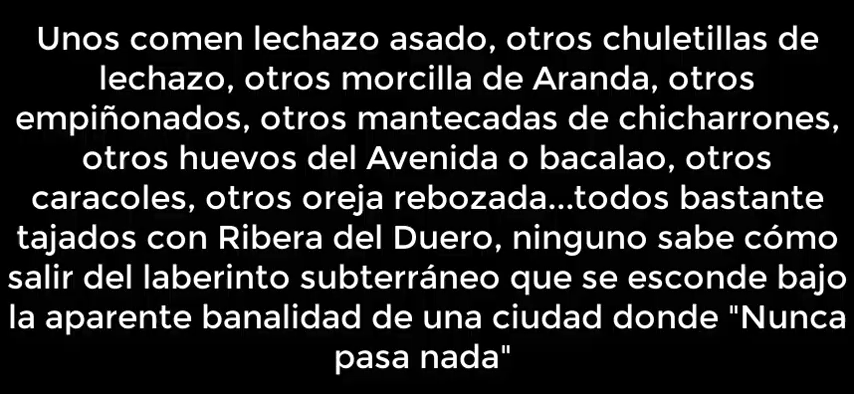 Unos comen lechazo asado, otros chuletillas de
lechazo, otros morcilla de Aranda, otros
empiñonados, otros mantecadas de chicharrones,
otros huevos del Avenida o bacalao, otros
caracoles, otros oreja rebozada...todos bastante
tajados con Ribera del Duero, ninguno sabe cómo
salir del laberinto subterráneo que se esconde bajo
la aparente banalidad de una ciudad donde "Nunca
pasa nada"